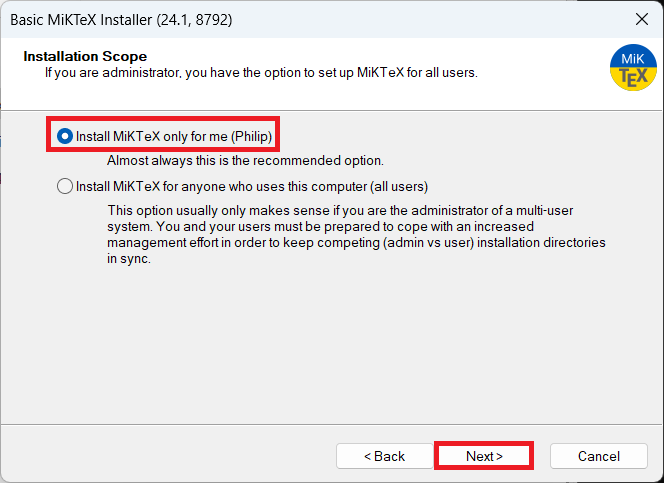 Basic MiKTeX Installer (24.1, 8792)
Installation Scope
If you are administrator, you have the option to set up MiKTeX for all users.
MiK
TEX
Install MiKTeX only for me (Philip)
Almost always this is the recommended option.
Install MiKTeX for anyone who uses this computer (all users)
This option usually only makes sense if you are the administrator of a multi-user
system. You and your users must be prepared to cope with an increased
management effort in order to keep competing (admin vs user) installation directories
in sync.
< Back
Next >
Cancel